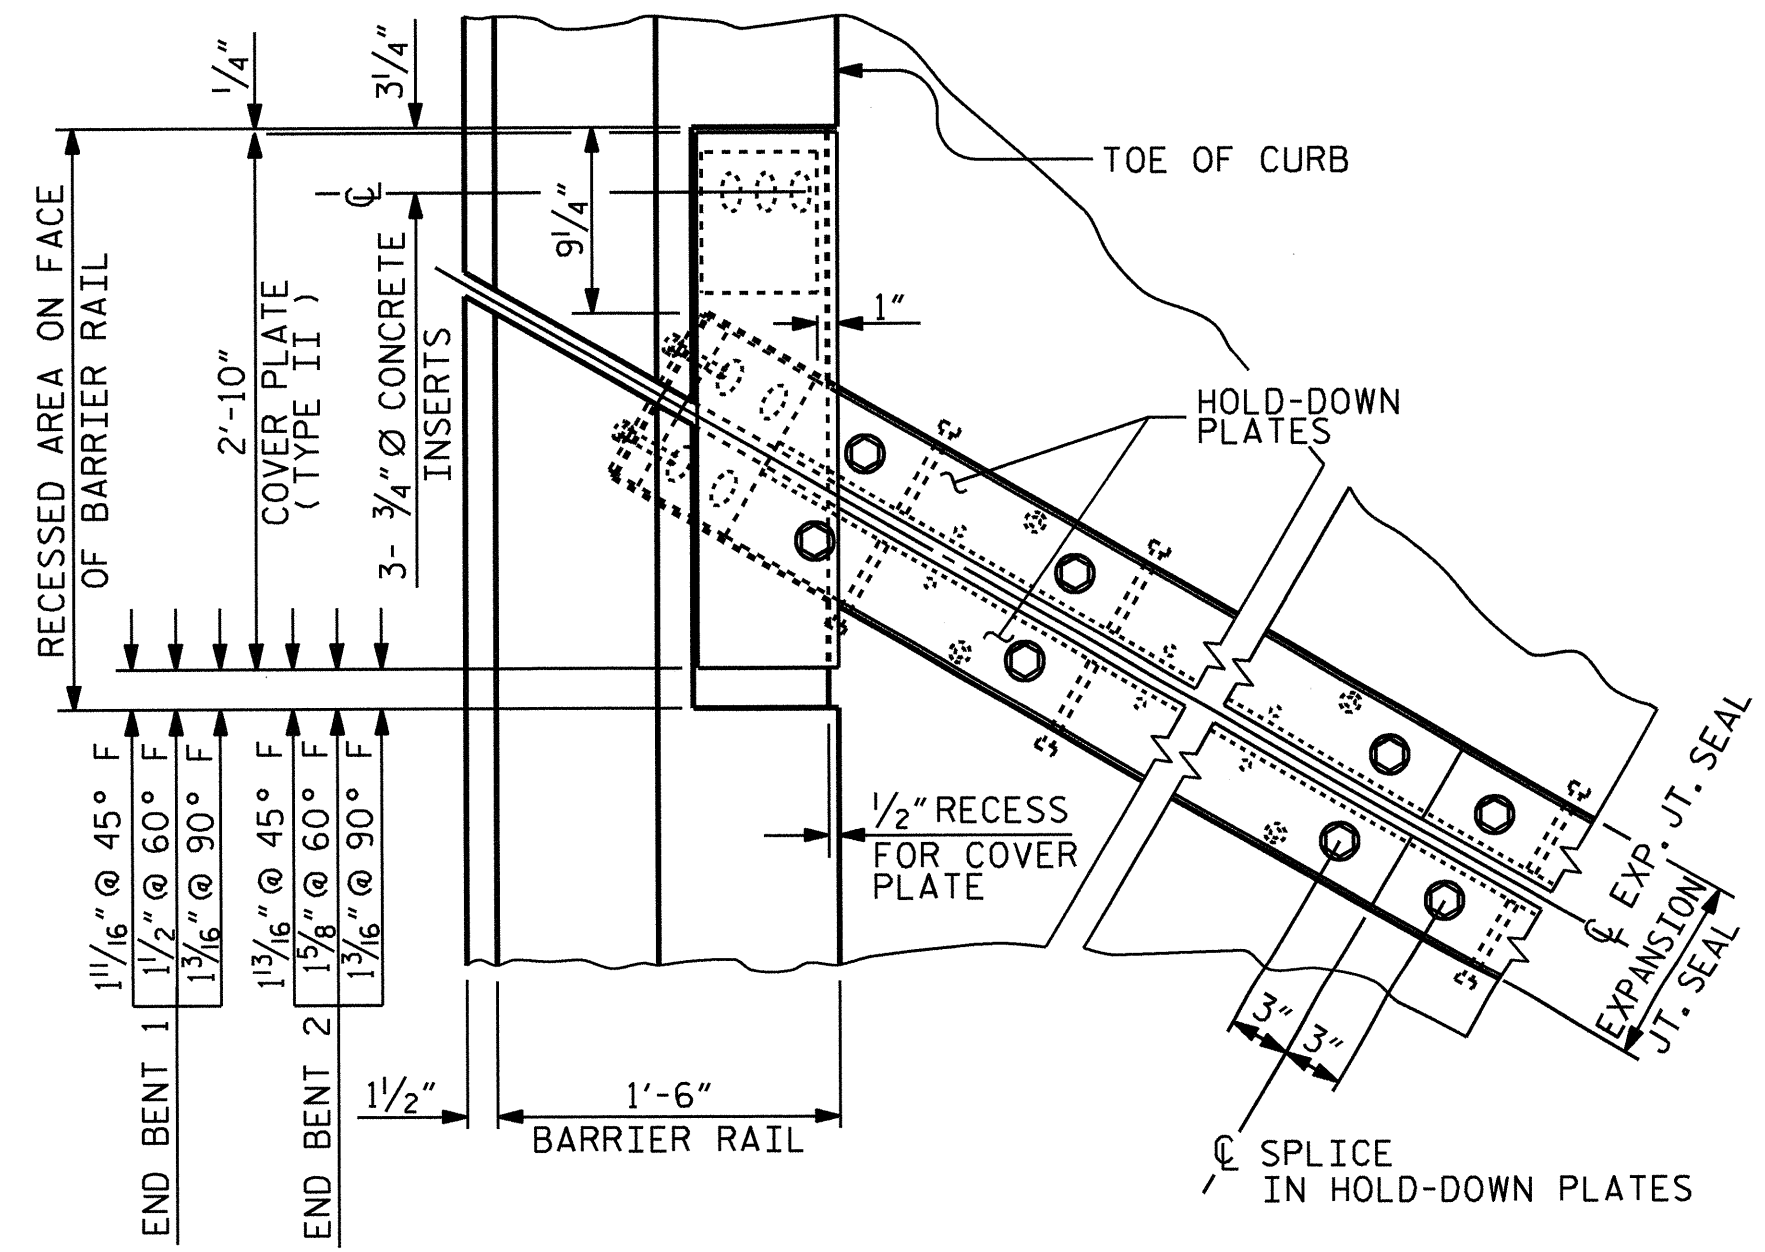 1/4"
3 1/4"
TOE OF CURB
RECESSED AREA ON FACE
OF BARRIER RAIL
2'-10"
COVER PLATE
(TYPE II)
℄
3- 3/4" Ø CONCRETE
INSERTS
9 1/4"
1"
HOLD-DOWN
PLATES
1/2" RECESS
FOR COVER
PLATE
1 11/16" @ 45° F
1 1/2" @ 60° F
1 3/16" @ 90° F
END BENT 1
1 13/16" @ 45° F
1 5/8" @ 60° F
1 3/16" @ 90° F
END BENT 2
1 1/2"
1'-6"
BARRIER RAIL
℄ EXP. JT. SEAL
EXPANSION
JT. SEAL
3"
3"
℄ SPLICE
IN HOLD-DOWN PLATES